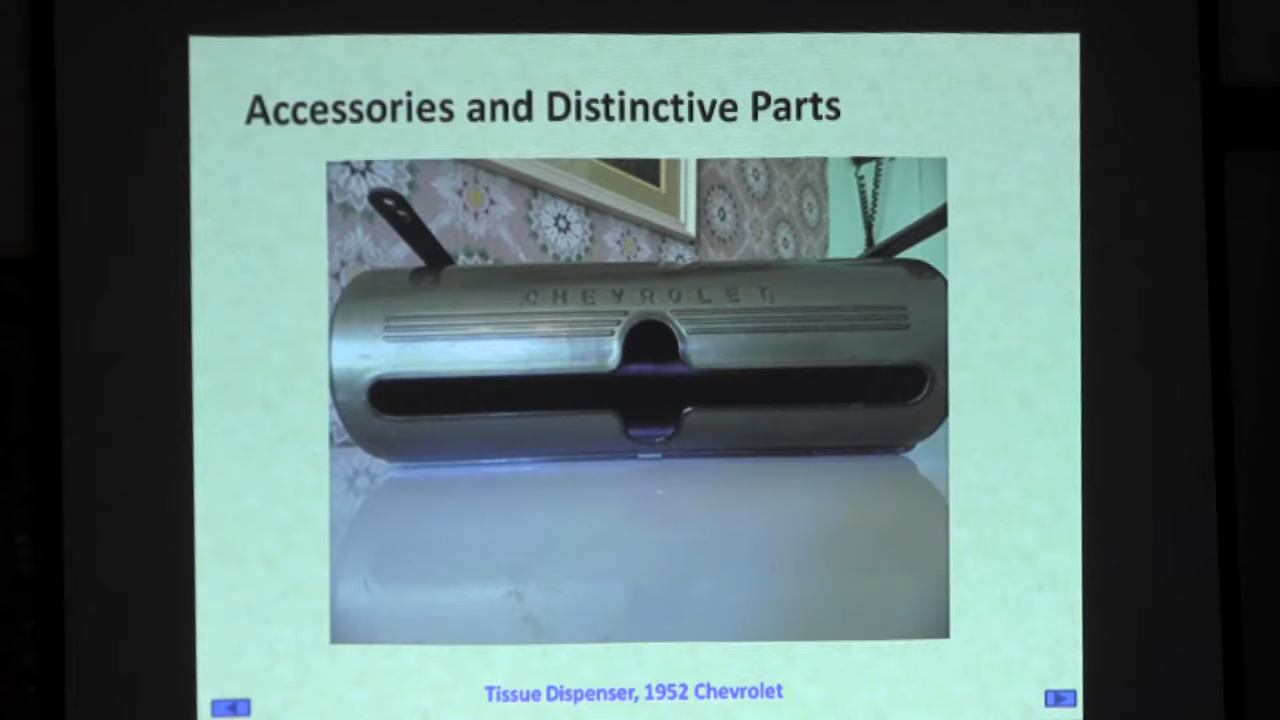 Accessories and Distinctive Parts
CHEVROLET
Tissue Dispenser, 1952 Chevrolet